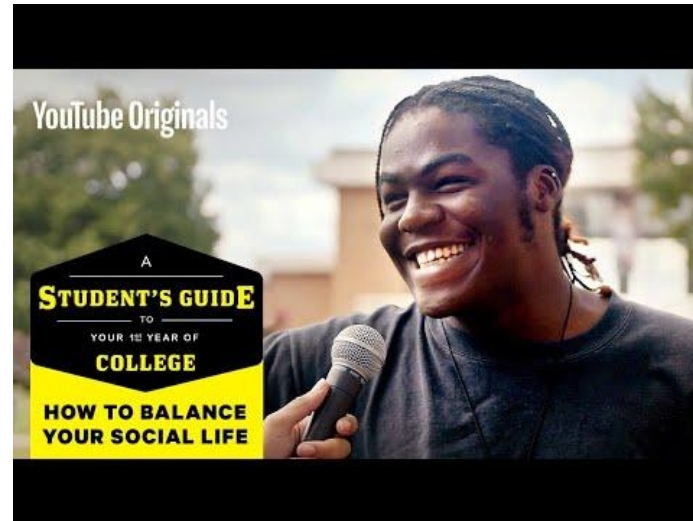 YouTube Originals
A
STUDENT'S GUIDE
TO
YOUR 1ST YEAR OF
COLLEGE
HOW TO BALANCE
YOUR SOCIAL LIFE